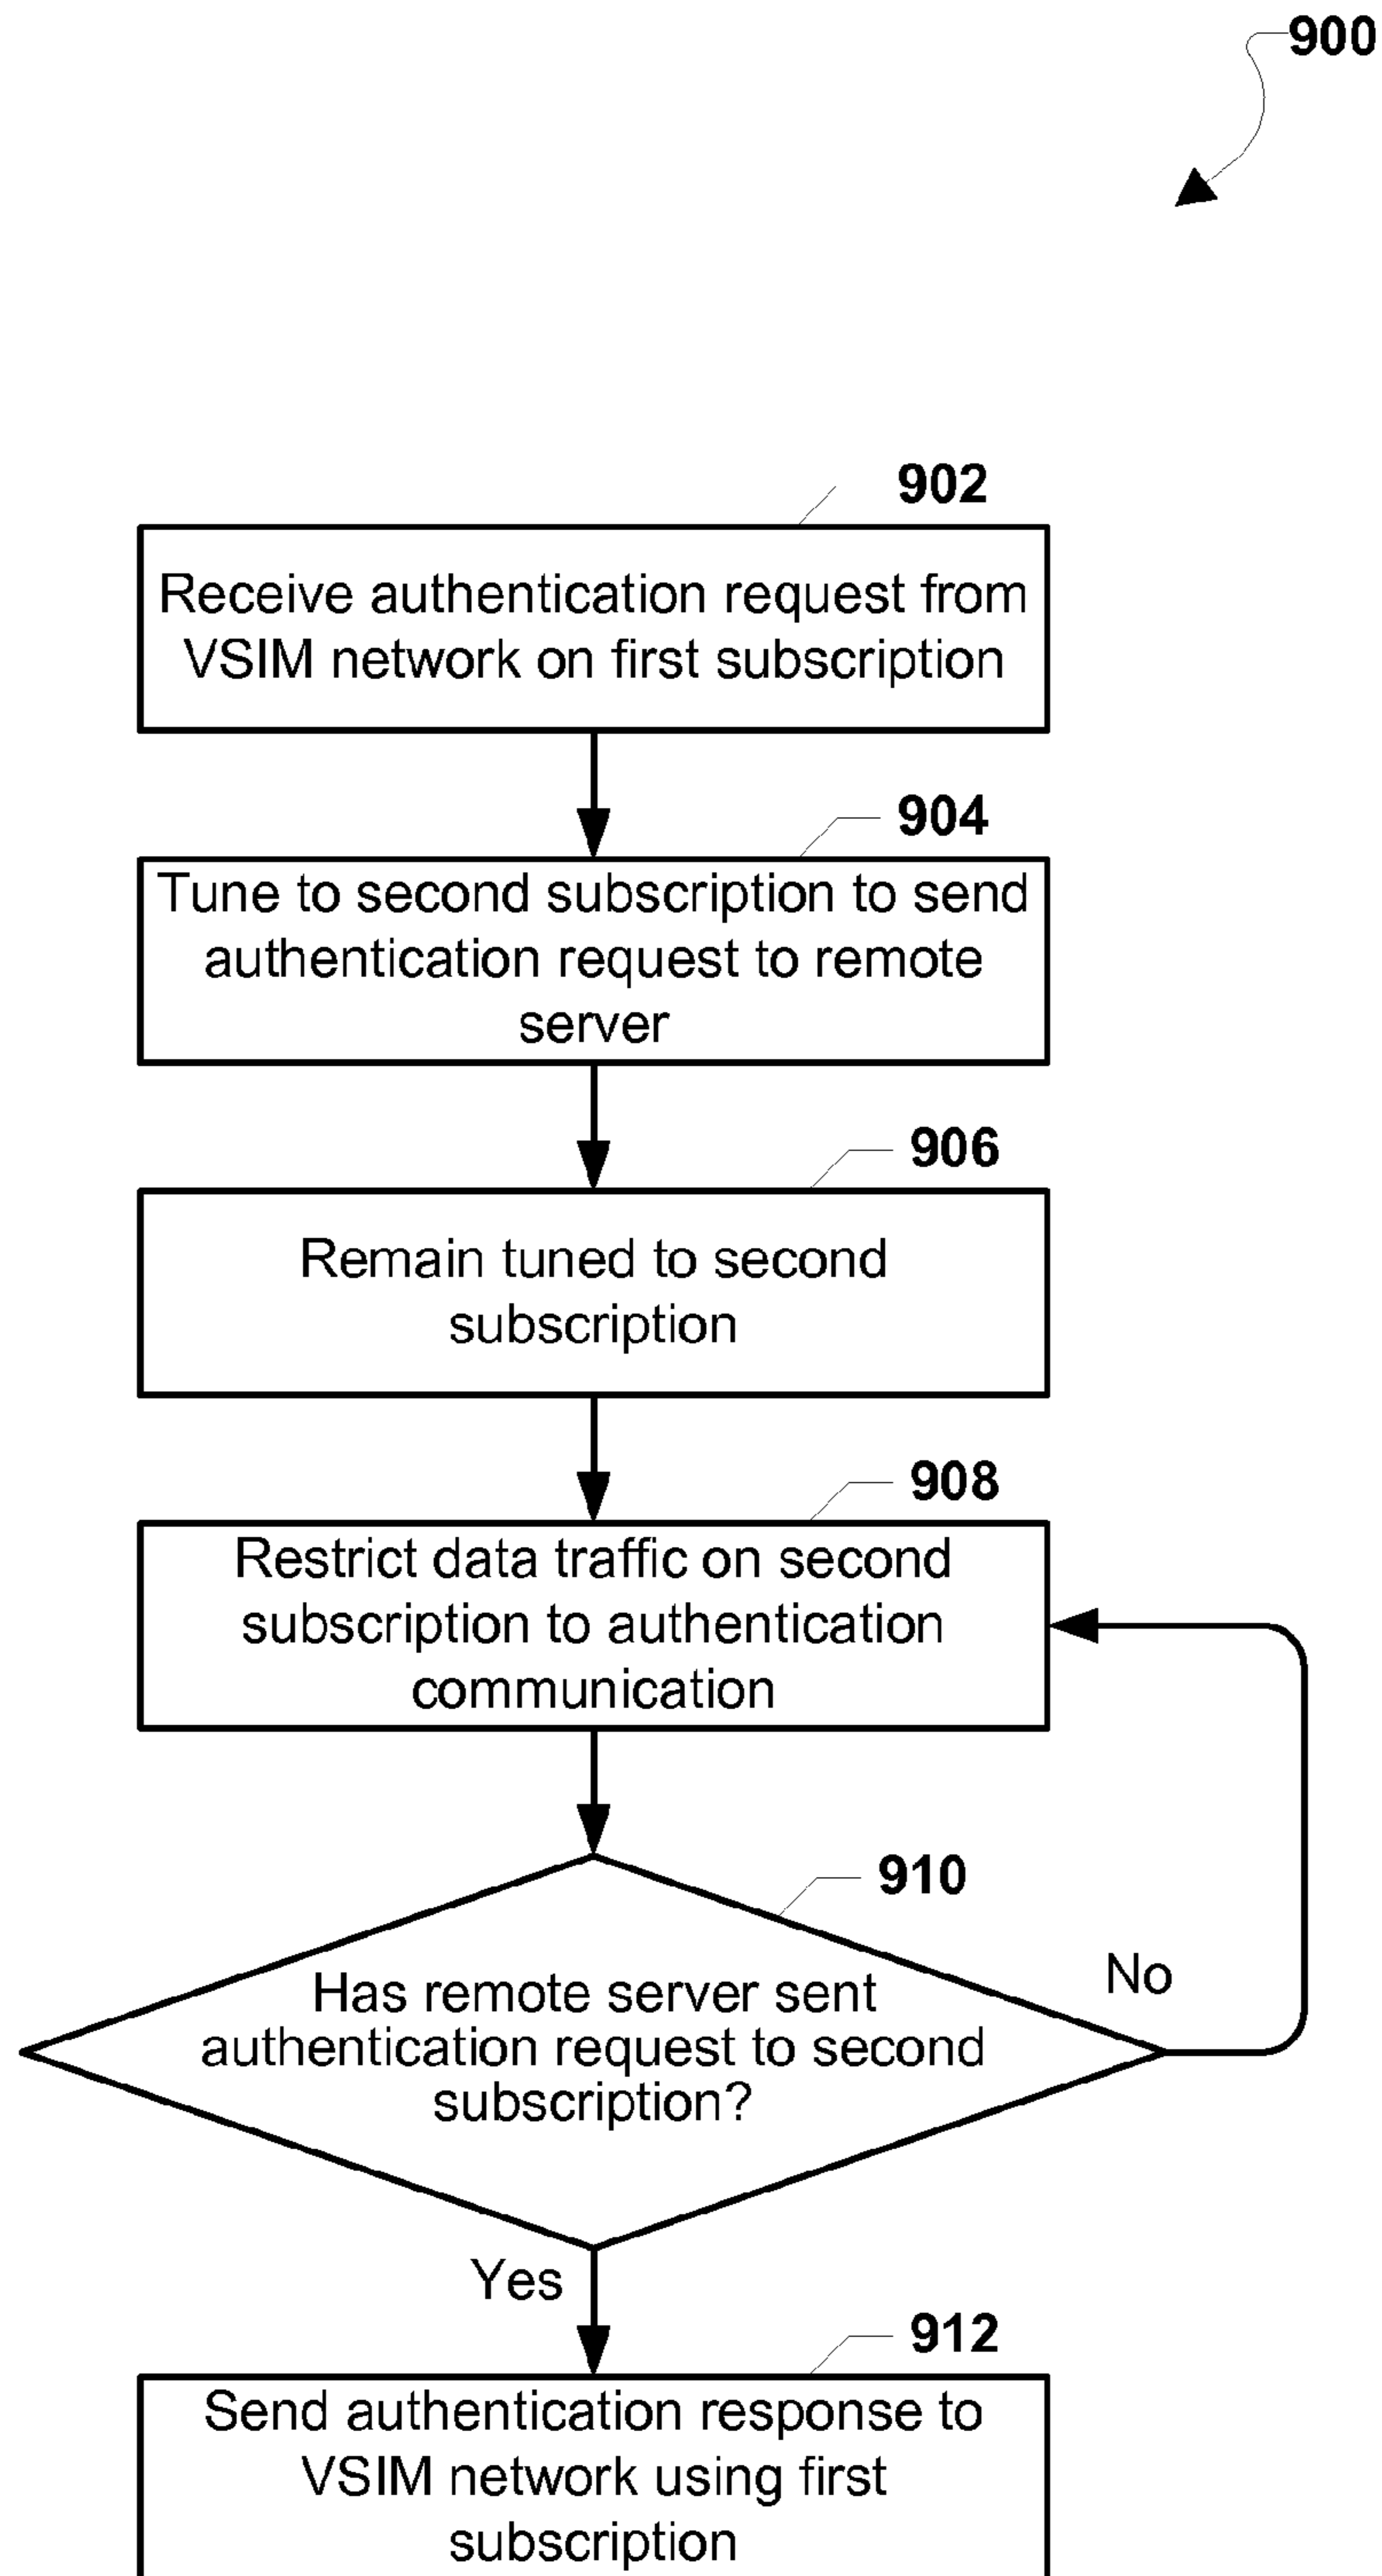 900
902
Receive authentication request from
VSIM network on first subscription
904
Tune to second subscription to send
authentication request to remote
server
906
Remain tuned to second
subscription
908
Restrict data traffic on second
subscription to authentication
communication
910
Has remote server sent
authentication request to second
subscription?
No
Yes
912
Send authentication response to
VSIM network using first
subscription